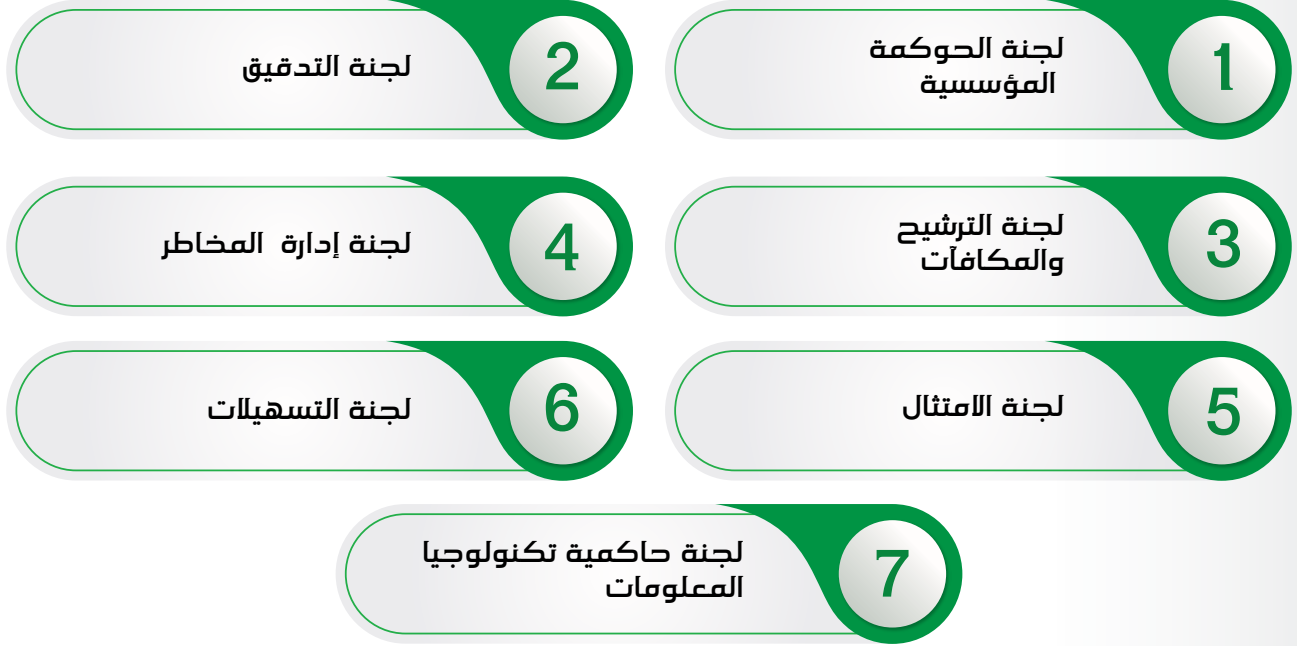 1
لجنة الحوكمة
المؤسسية
2
لجنة التدقيق
3
لجنة الترشيح
والمكافآت
4
لجنة إدارة المخاطر
5
لجنة الامتثال
6
لجنة التسهيلات
7
لجنة حاكمية تكنولوجيا
المعلومات